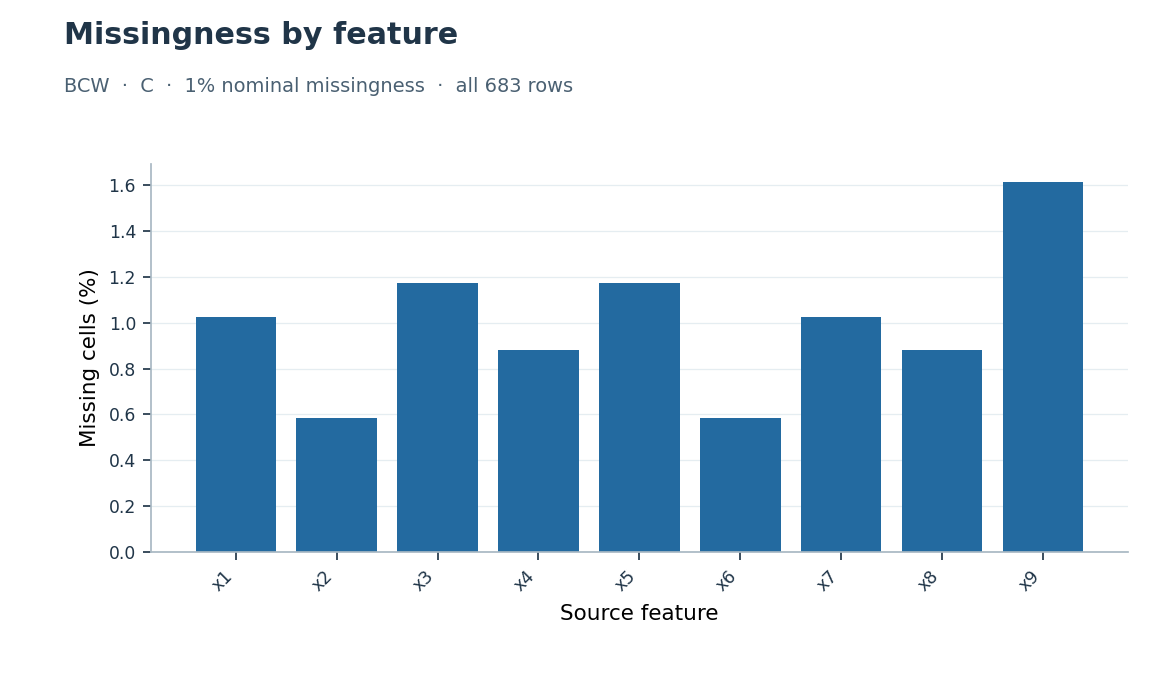 Missingness by feature
BCW · C · 1% nominal missingness · all 683 rows
1.6
1.4
1.2
1.0
0.8
0.6
0.4
0.2
0.0
Missing cells (%)
x1 x2 x3 x4 x5 x6 x7 x8 x9
Source feature